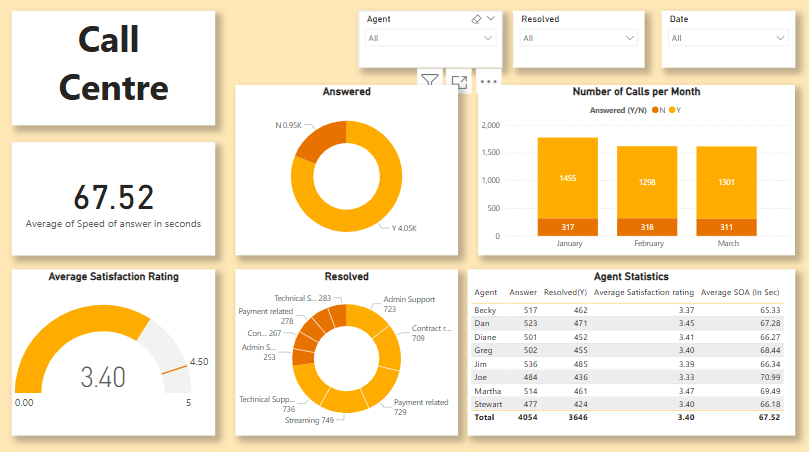 Call
Centre
Agent
All
Resolved
All
Date
All
67.52
Average of Speed of answer in seconds
Answered
N 0.95K
Y 4.05K
Number of Calls per Month
Answered (Y/N) N Y
2,000
1,500
1,000
500
0
1455
1298
1301
317
318
311
January
February
March
Average Satisfaction Rating
3.40
4.50
0.00
5
Resolved
Technical S... 283
Payment related
278
Con... 267
Admin S...
253
Technical Supp...
736
Streaming 749
Payment related
729
Contract r...
709
Admin Support
723
Agent Statistics
Agent Answer Resolved(Y) Average Satisfaction rating Average SOA (In Sec)
Becky 517 462 3.37 65.33
Dan 523 471 3.45 67.28
Diane 501 452 3.41 66.27
Greg 502 455 3.40 68.44
Jim 536 485 3.39 66.34
Joe 484 436 3.33 70.99
Martha 514 461 3.47 69.49
Stewart 477 424 3.40 66.18
Total 4054 3646 3.40 67.52